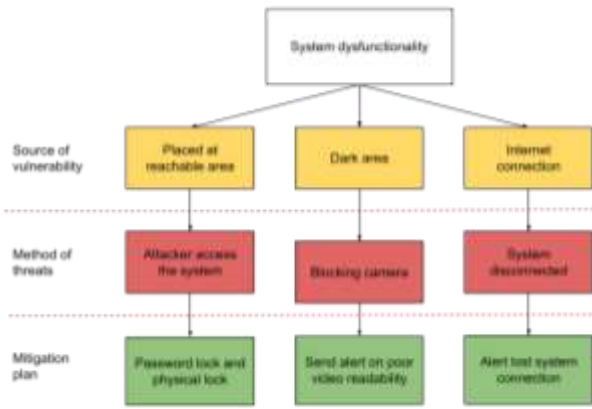 System dysfunctionality
Source of
vulnerability
Placed at
reachable area
Dark area
Internet
connection
Method of
threats
Attacker access
the system
Blocking camera
System
disconnected
Mitigation
plan
Password lock and
physical lock
Send alert on poor
video readability
Alert lost system
connection